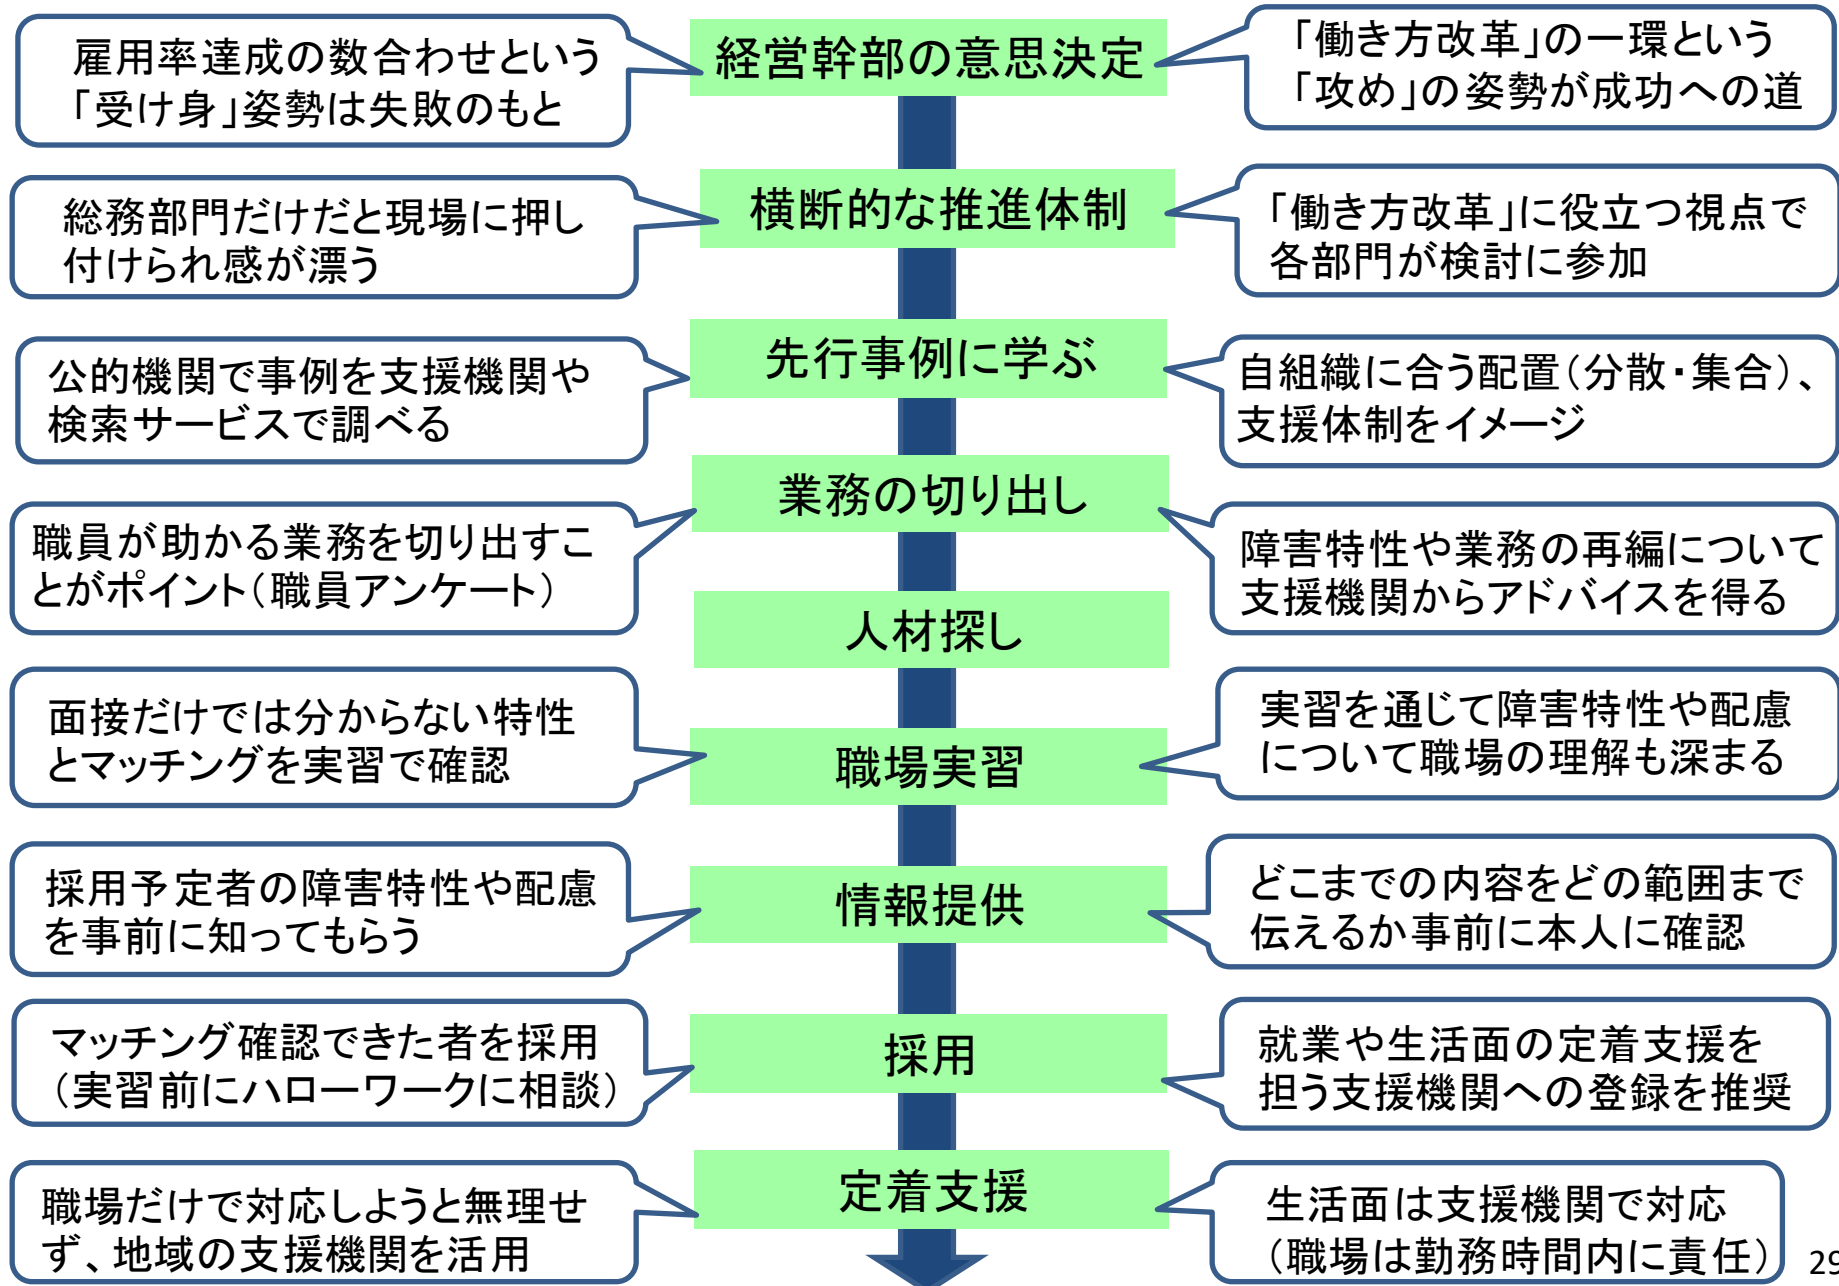 雇用率達成の数合わせという
「受け身」姿勢は失敗のもと
経営幹部の意思決定
「働き方改革」の一環という
「攻め」の姿勢が成功への道
総務部門だけだと現場に押し
付けられ感が漂う
横断的な推進体制
「働き方改革」に役立つ視点で
各部門が検討に参加
公的機関で事例を支援機関や
検索サービスで調べる
先行事例に学ぶ
自組織に合う配置（分散・集合）、
支援体制をイメージ
職員が助かる業務を切り出すこ
とがポイント（職員アンケート）
業務の切り出し
障害特性や業務の再編について
支援機関からアドバイスを得る
人材探し
面接だけでは分からない特性
とマッチングを実習で確認
職場実習
実習を通じて障害特性や配慮
について職場の理解も深まる
採用予定者の障害特性や配慮
を事前に知ってもらう
情報提供
どこまでの内容をどの範囲まで
伝えるか事前に本人に確認
マッチング確認できた者を採用
（実習前にハローワークに相談）
採用
就業や生活面の定着支援を
担う支援機関への登録を推奨
職場だけで対応しようと無理せ
ず、地域の支援機関を活用
定着支援
生活面は支援機関で対応
（職場は勤務時間内に責任）
29